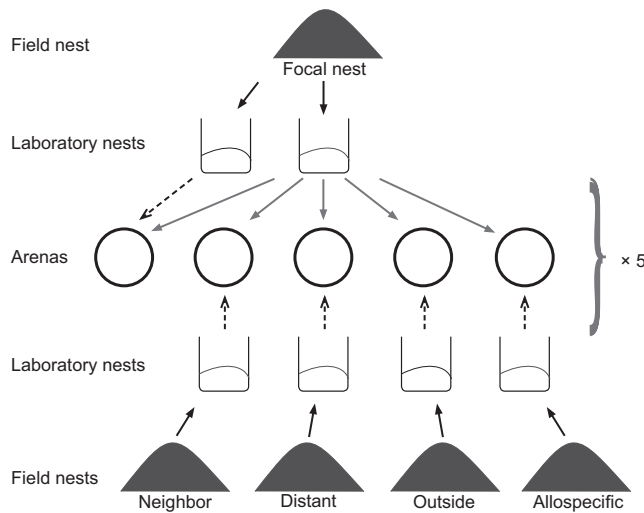 Field nest
Focal nest
Laboratory nests
Arenas
× 5
Laboratory nests
Field nests
Neighbor
Distant
Outside
Allospecific